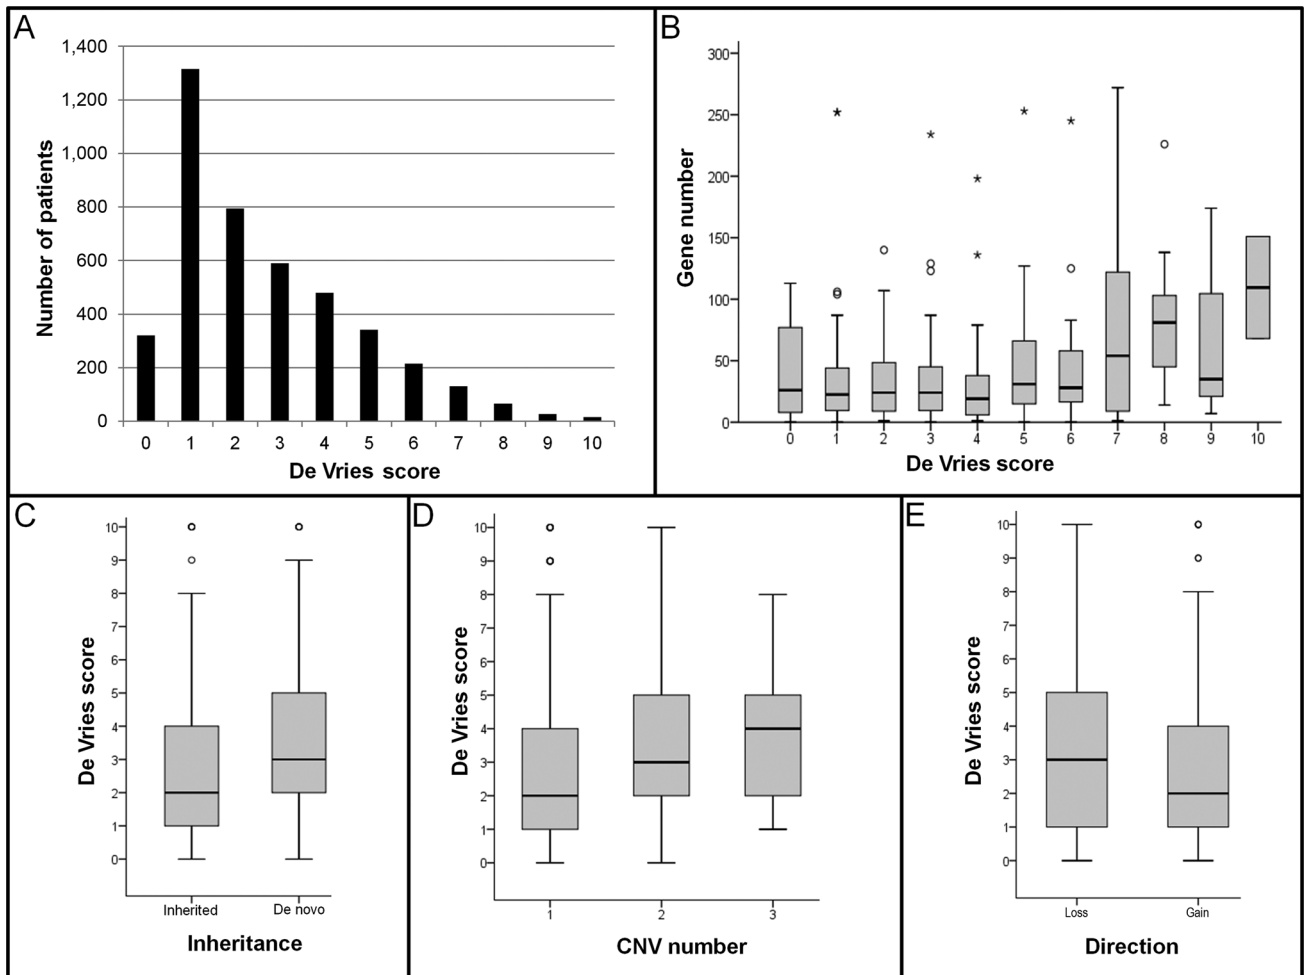 A
1,400
1,200
1,000
800
600
400
200
0
Number of patients
0 1 2 3 4 5 6 7 8 9 10
De Vries score
B
300
250
200
150
100
50
0
Gene number
0 1 2 3 4 5 6 7 8 9 10
De Vries score
C
10
9
8
7
6
5
4
3
2
1
0
De Vries score
Inherited De novo
Inheritance
D
10
9
8
7
6
5
4
3
2
1
0
De Vries score
1 2 3
CNV number
E
10
9
8
7
6
5
4
3
2
1
0
De Vries score
Loss Gain
Direction